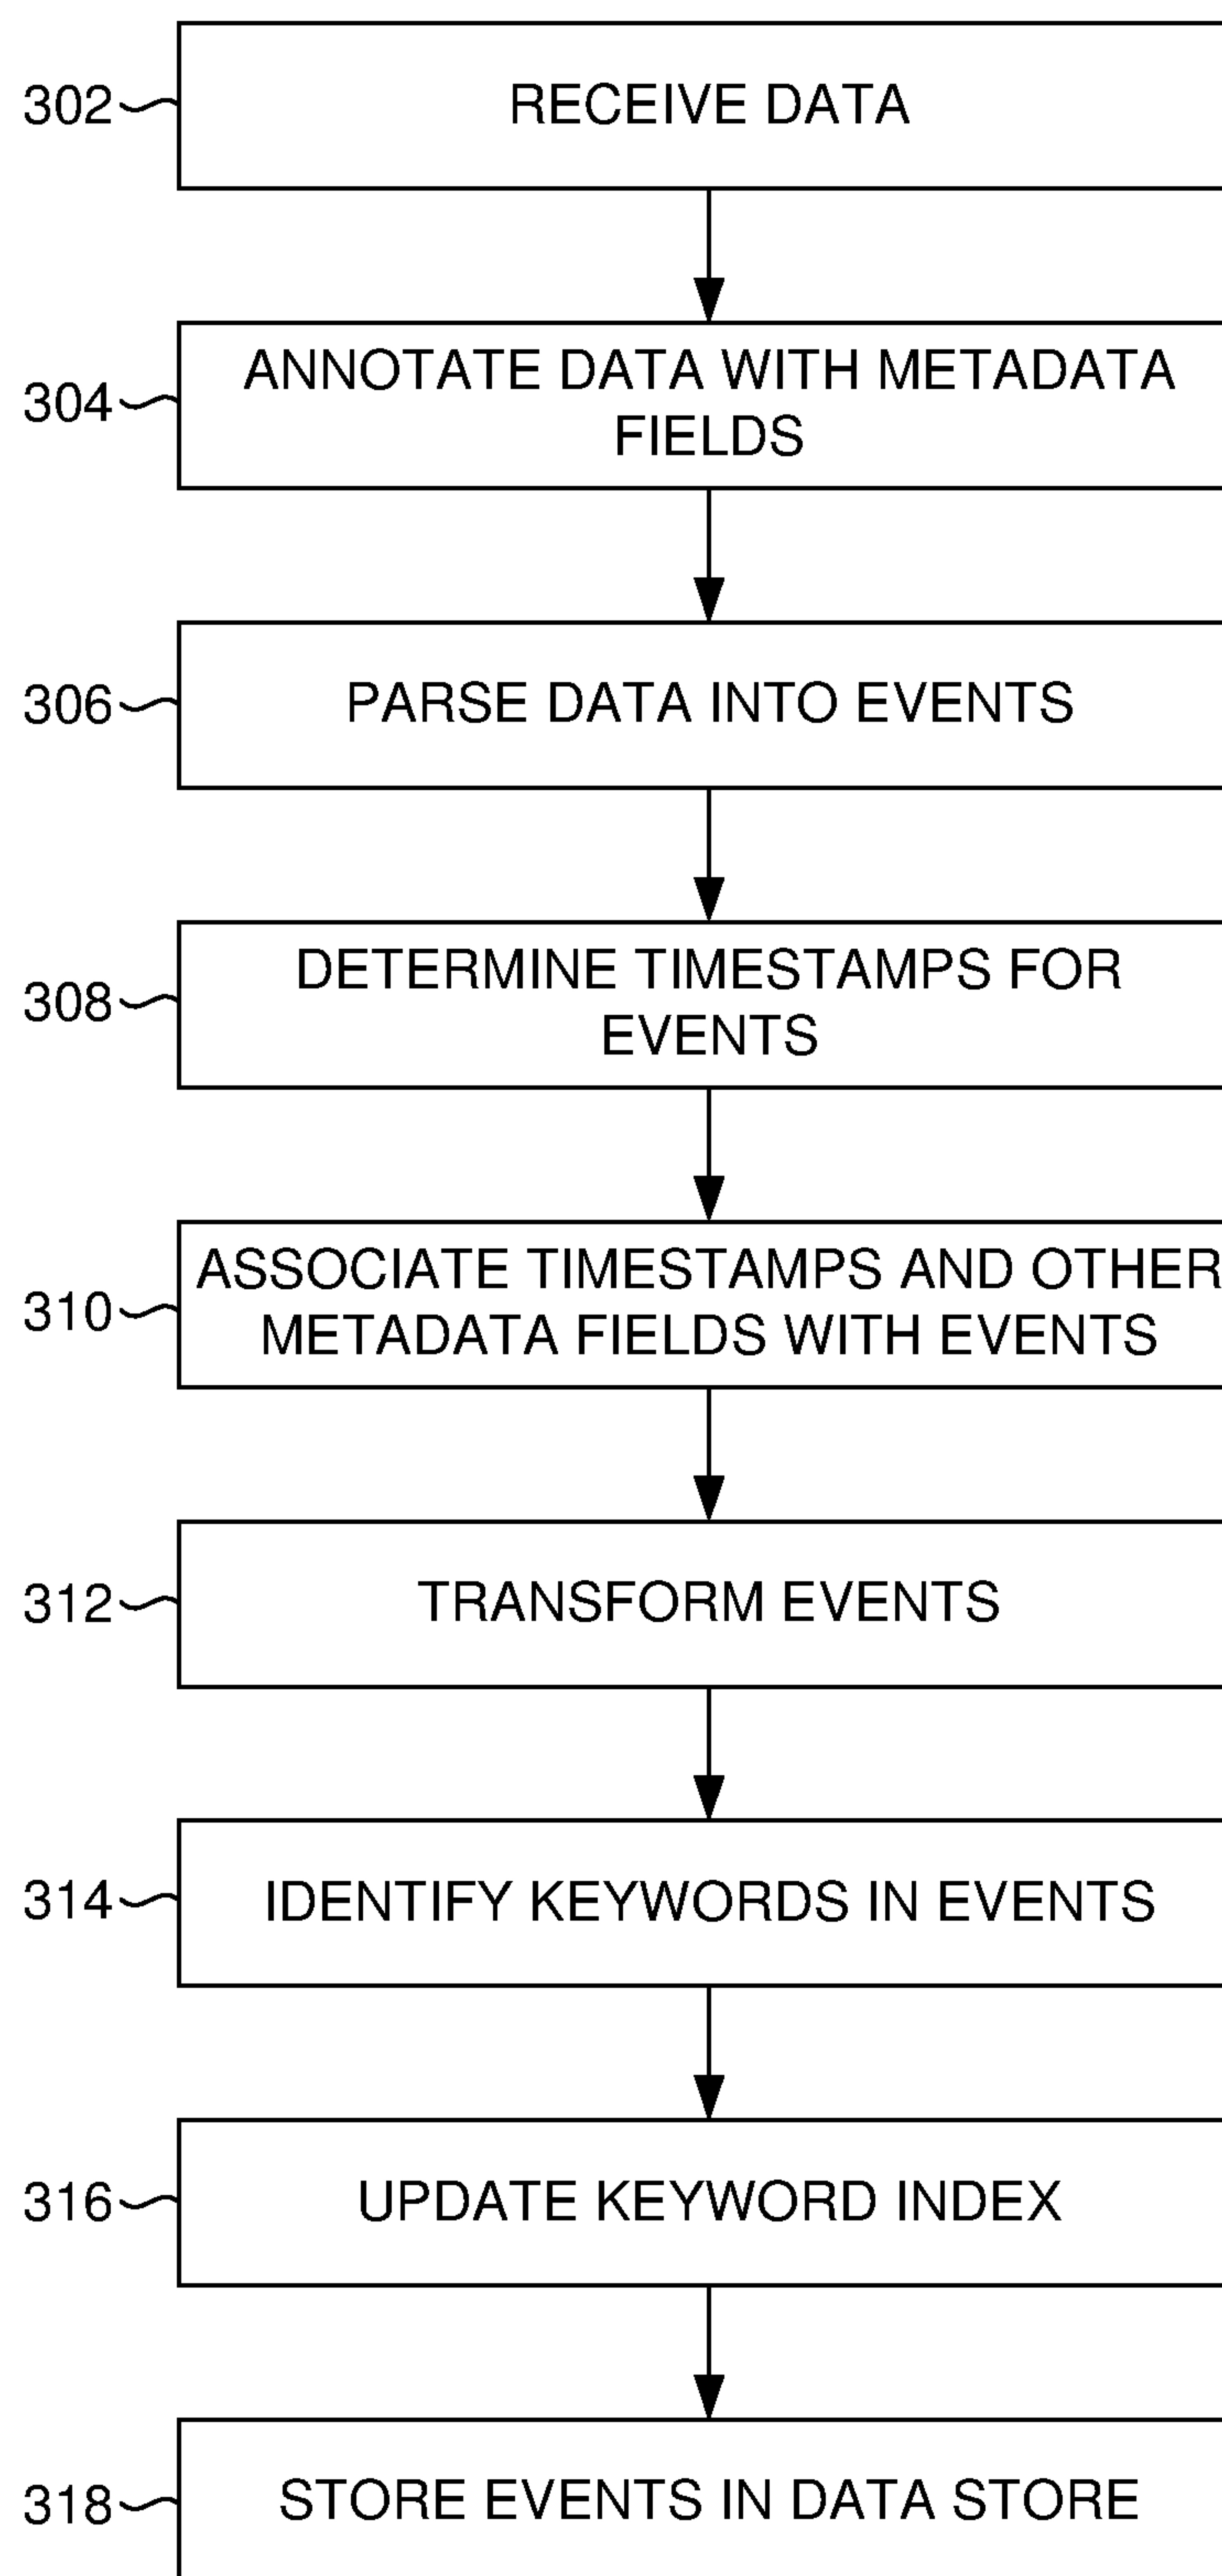 302
RECEIVE DATA
304
ANNOTATE DATA WITH METADATA
FIELDS
306
PARSE DATA INTO EVENTS
308
DETERMINE TIMESTAMPS FOR
EVENTS
310
ASSOCIATE TIMESTAMPS AND OTHER
METADATA FIELDS WITH EVENTS
312
TRANSFORM EVENTS
314
IDENTIFY KEYWORDS IN EVENTS
316
UPDATE KEYWORD INDEX
318
STORE EVENTS IN DATA STORE